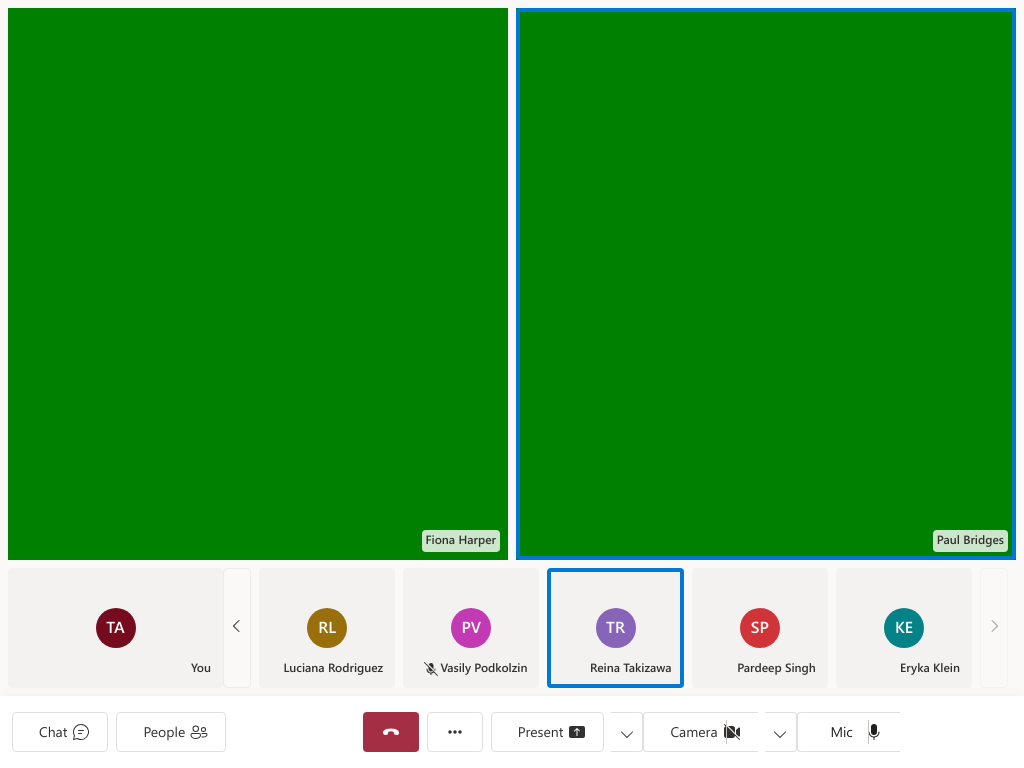 Fiona Harper
Paul Bridges
TA
You
RL
Luciana Rodriguez
PV
Vasily Podkolzin
TR
Reina Takizawa
SP
Pardeep Singh
KE
Eryka Klein
Chat
People
Present
Camera
Mic